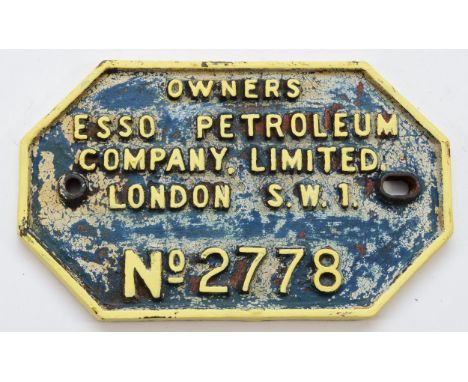 OWNERS
ESSO PETROLEUM
COMPANY, LIMITED.
LONDON S.W.1.
Nº 2778